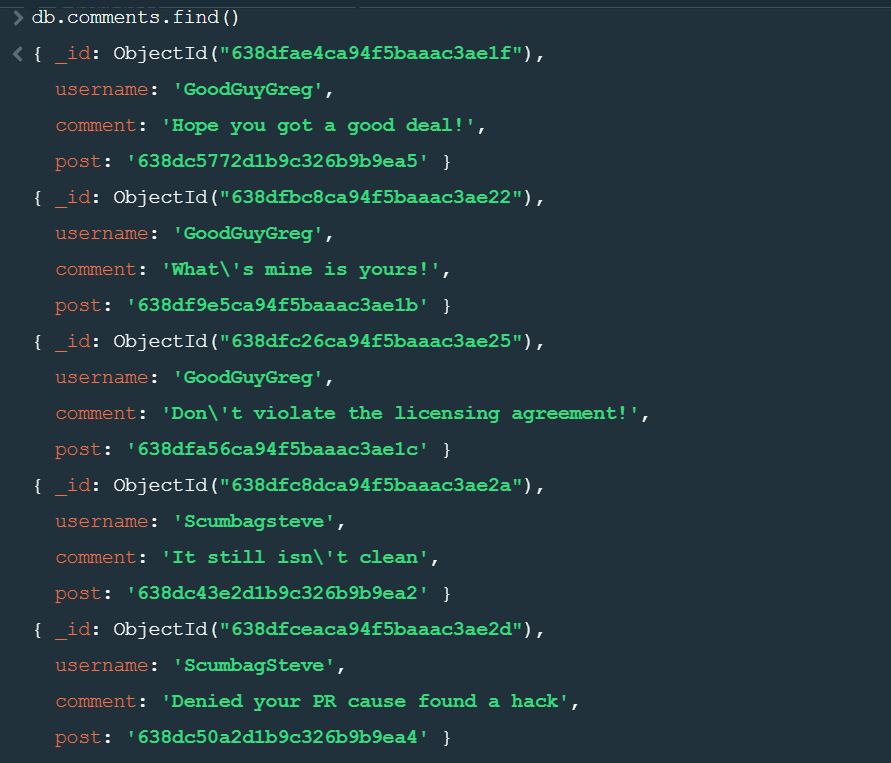 db.comments.find()
{ _id: ObjectId("638dfae4ca94f5baaac3ae1f"),
username: 'GoodGuyGreg',
comment: 'Hope you got a good deal!',
post: '638dc5772d1b9c326b9b9ea5' }
{ _id: ObjectId("638dfbc8ca94f5baaac3ae22"),
username: 'GoodGuyGreg',
comment: 'What\'s mine is yours!',
post: '638df9e5ca94f5baaac3ae1b' }
{ _id: ObjectId("638dfc26ca94f5baaac3ae25"),
username: 'GoodGuyGreg',
comment: 'Don\'t violate the licensing agreement!',
post: '638dfa56ca94f5baaac3ae1c' }
{ _id: ObjectId("638dfc8dca94f5baaac3ae2a"),
username: 'Scumbagsteve',
comment: 'It still isn\'t clean',
post: '638dc43e2d1b9c326b9b9ea2' }
{ _id: ObjectId("638dfceaca94f5baaac3ae2d"),
username: 'ScumbagSteve',
comment: 'Denied your PR cause found a hack',
post: '638dc50a2d1b9c326b9b9ea4' }